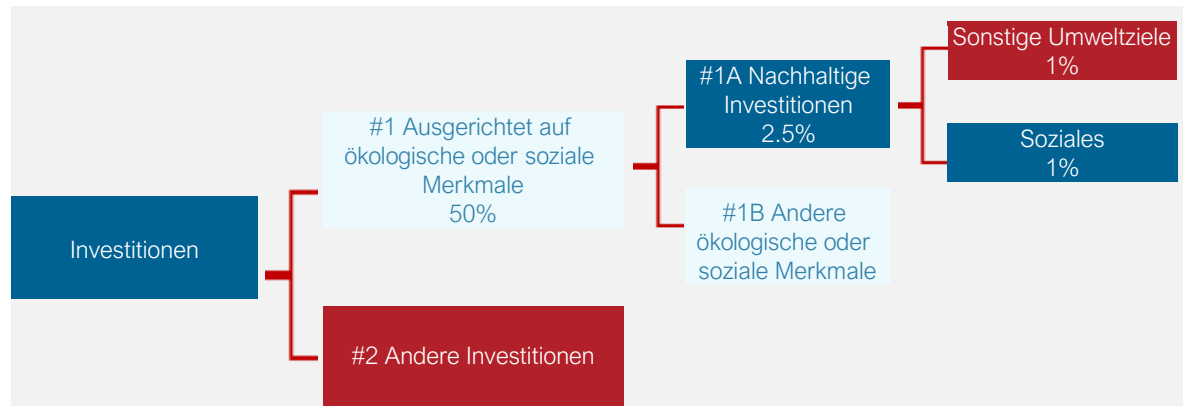 Investitionen
#1 Ausgerichtet auf
ökologische oder soziale
Merkmale
50%
#2 Andere Investitionen
#1A Nachhaltige
Investitionen
2.5%
#1B Andere
ökologische oder
soziale Merkmale
Sonstige Umweltziele
1%
Soziales
1%